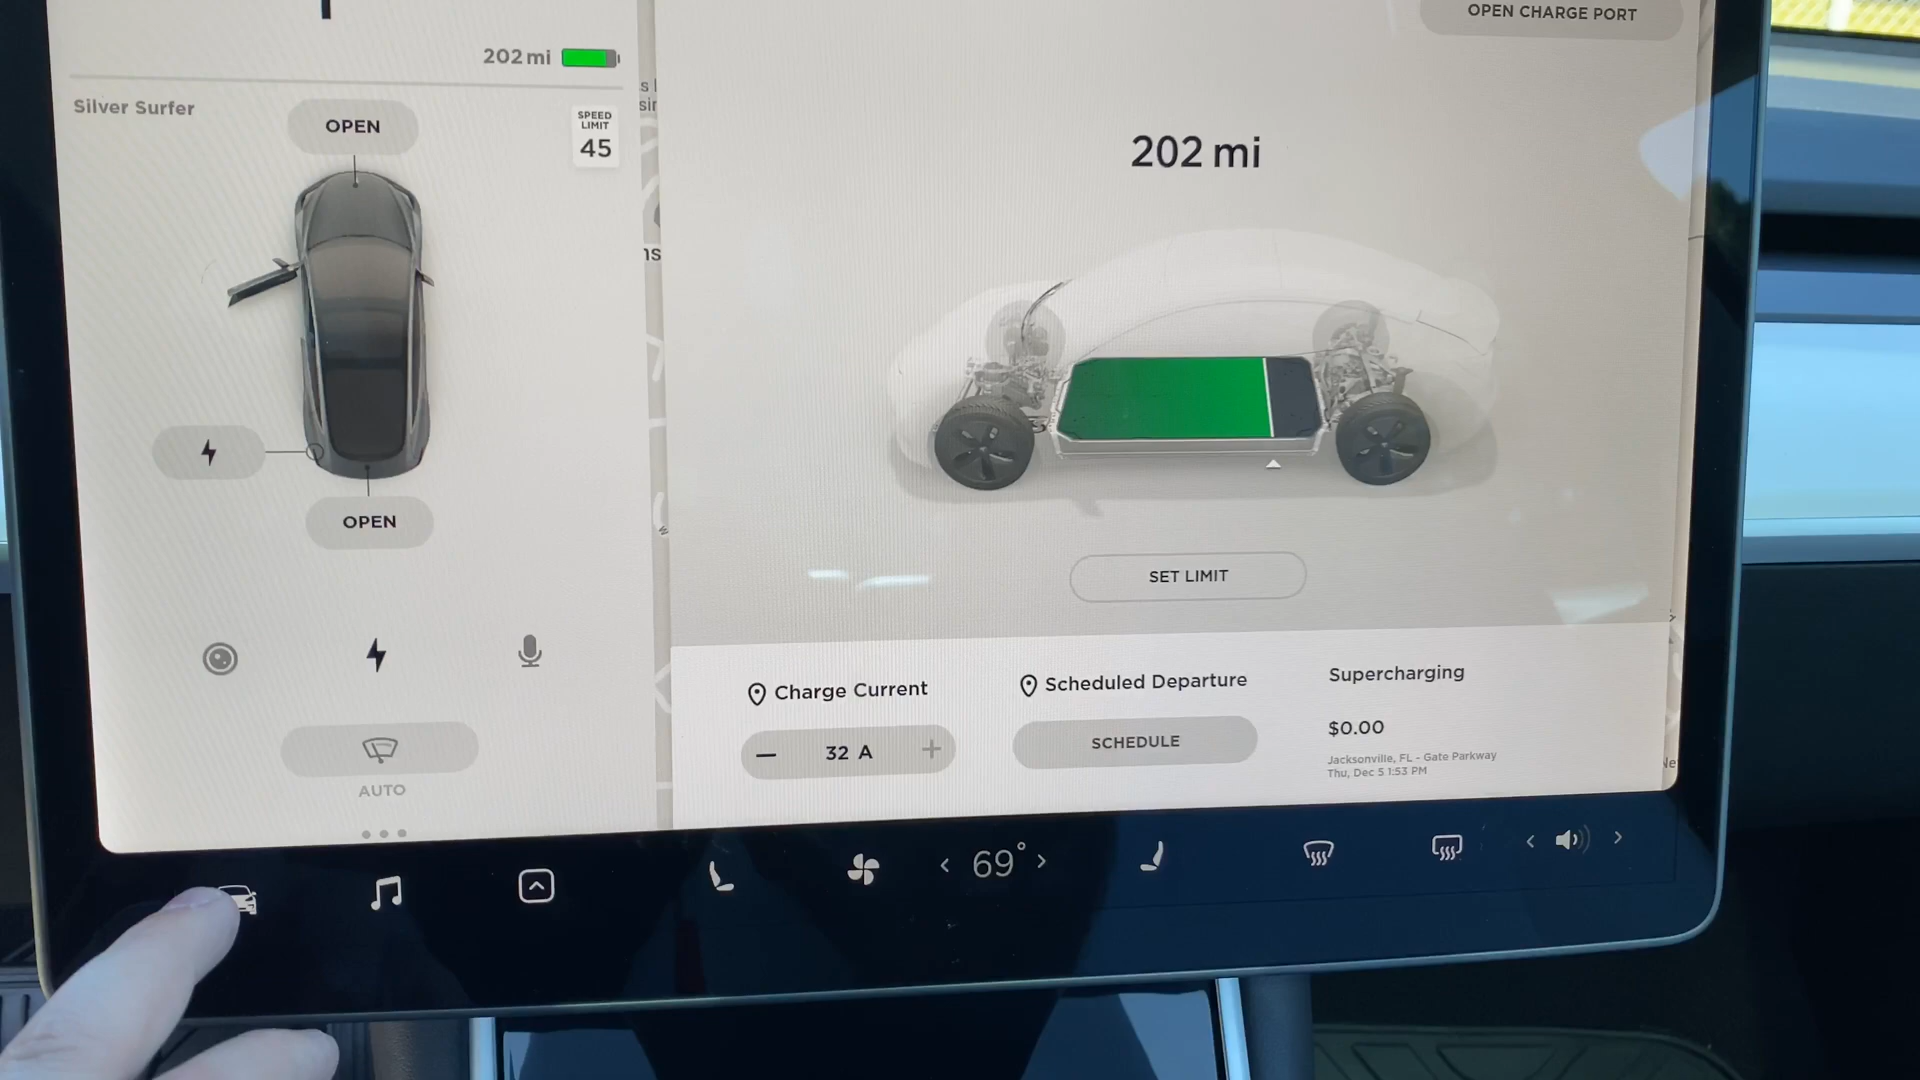 202 mi
Silver Surfer
OPEN
SPEED
LIMIT
45
OPEN
AUTO
OPEN CHARGE PORT
202 mi
SET LIMIT
Charge Current
32 A
Scheduled Departure
SCHEDULE
Supercharging
$0.00
Jacksonville, FL - Gate Parkway
Thu, Dec 5 1:53 PM
69°